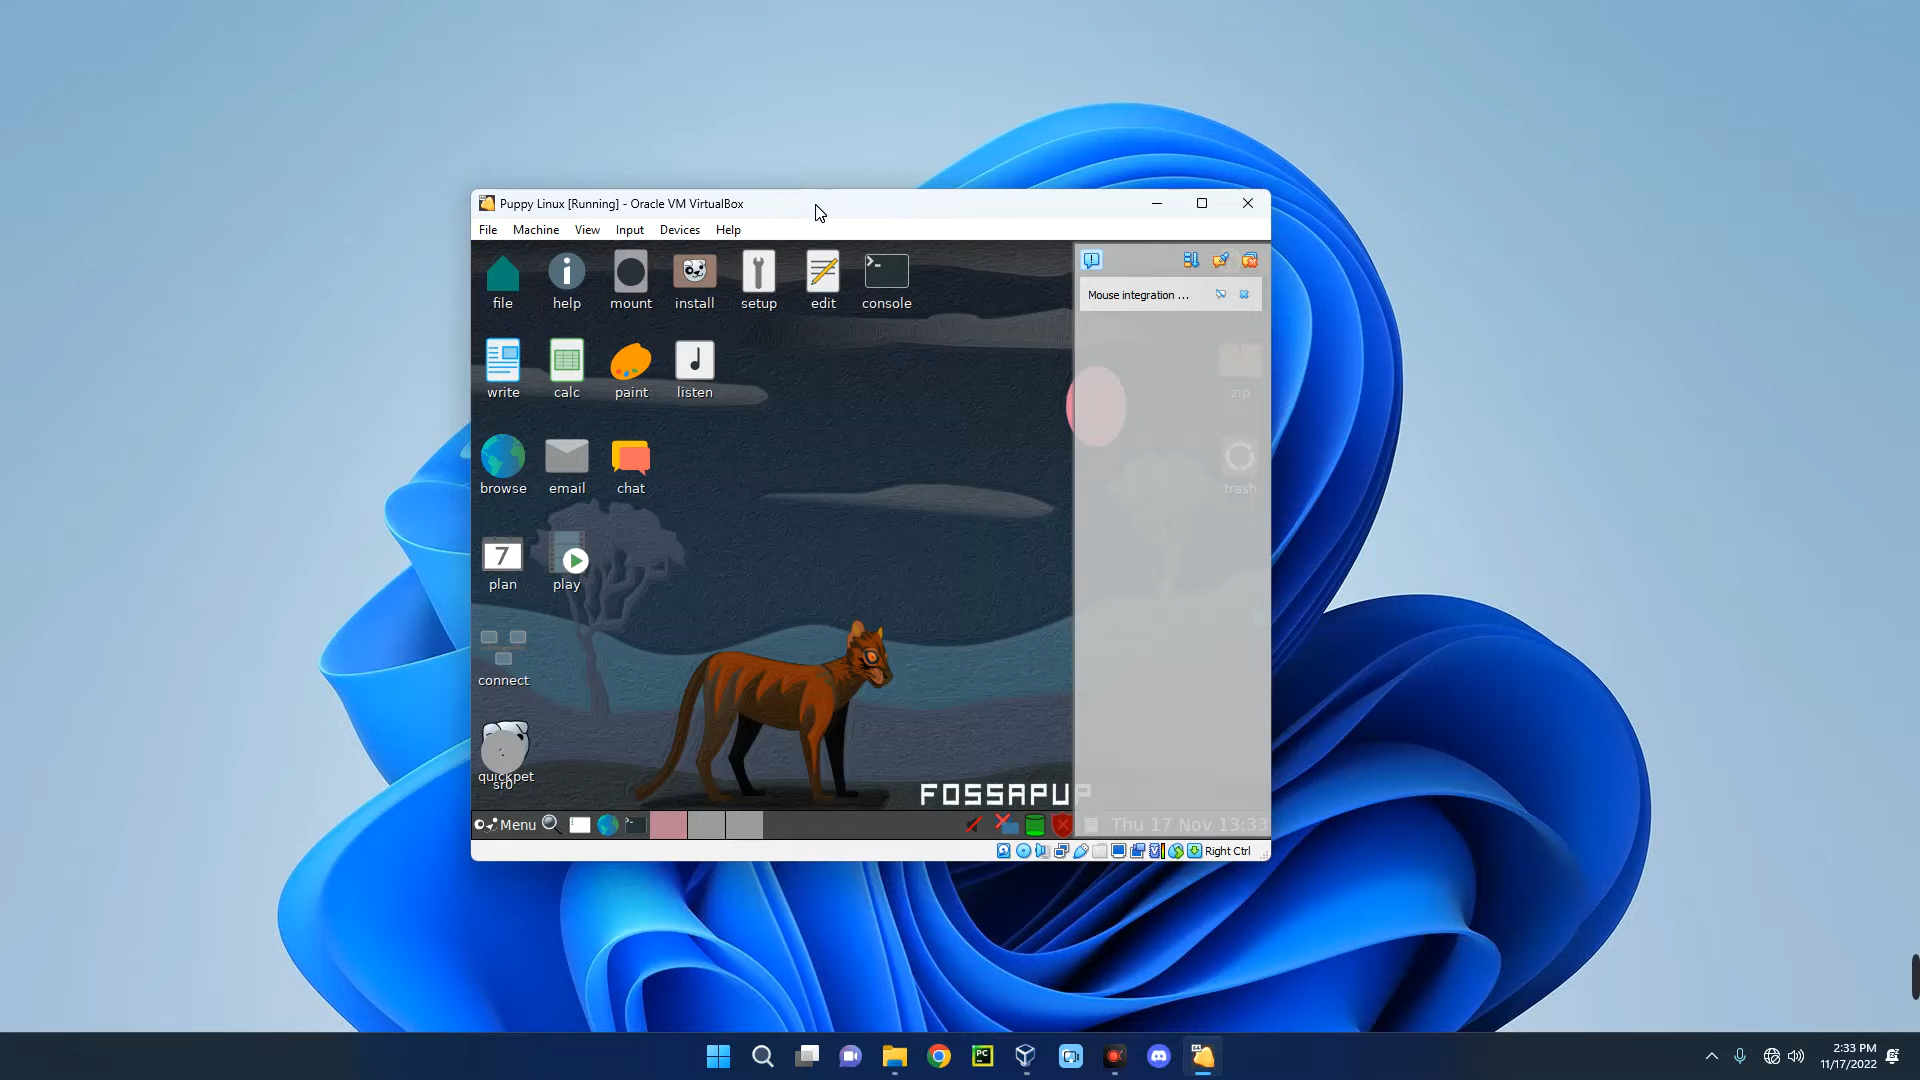 Puppy Linux [Running] - Oracle VM VirtualBox
File Machine View Input Devices Help
file help mount install setup edit console
Mouse integration ...
write calc paint listen zip
browse email chat trash
7
plan play
connect
quickpet
sr0
FOSSAPUP
Menu Thu 17 Nov 13:33
Right Ctrl
PC
2:33 PM
11/17/2022